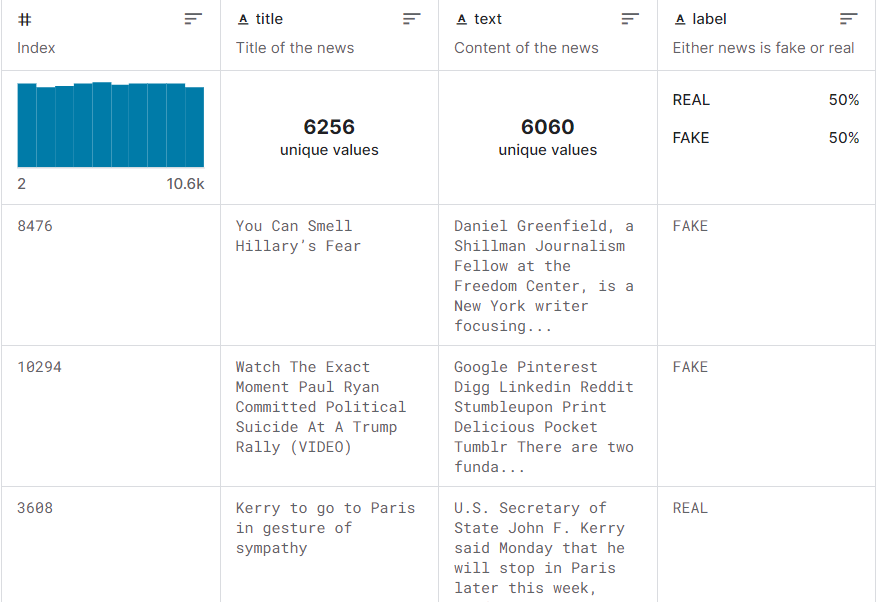 #
Index
A title
Title of the news
A text
Content of the news
A label
Either news is fake or real
2
10.6k
6256
unique values
6060
unique values
REAL
50%
FAKE
50%
8476
You Can Smell
Hillary’s Fear
Daniel Greenfield, a
Shillman Journalism
Fellow at the
Freedom Center, is a
New York writer
focusing...
FAKE
10294
Watch The Exact
Moment Paul Ryan
Committed Political
Suicide At A Trump
Rally (VIDEO)
Google Pinterest
Digg Linkedin Reddit
Stumbleupon Print
Delicious Pocket
Tumblr There are two
funda...
FAKE
3608
Kerry to go to Paris
in gesture of
sympathy
U.S. Secretary of
State John F. Kerry
said Monday that he
will stop in Paris
later this week,
REAL